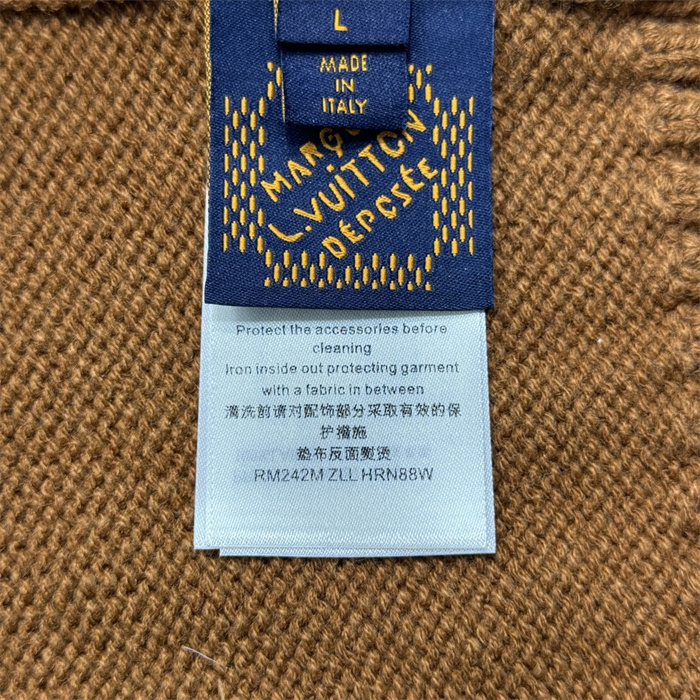 L
MADE
IN
ITALY
L.VUITTON
DÉPOSÉE
Protect the accessories before
cleaning
Iron inside out protecting garment
with a fabric in between
清洗前请对配饰部分采取有效的保
护措施
垫布反面熨烫
RM242M ZLL HRN88W